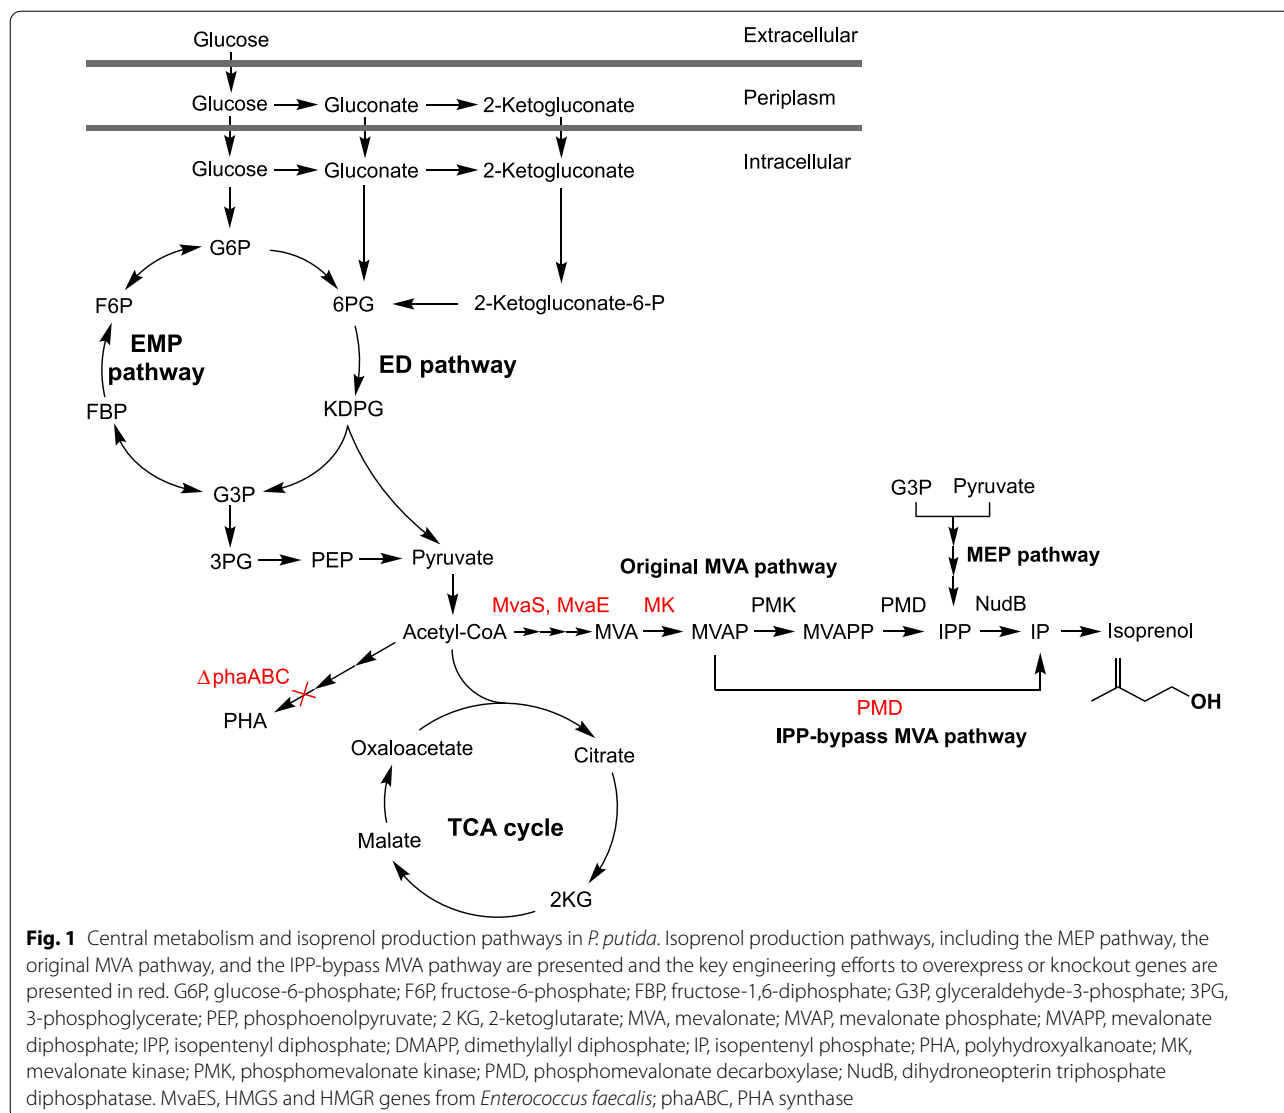 Glucose
Extracellular
Glucose
Gluconate
2-Ketogluconate
Periplasm
Glucose
Gluconate
2-Ketogluconate
Intracellular
G6P
F6P
6PG
2-Ketogluconate-6-P
EMP
pathway
ED pathway
FBP
KDPG
G3P
G3P
Pyruvate
3PG
PEP
Pyruvate
MEP pathway
Original MVA pathway
MvaS, MvaE
MK
PMK
PMD
NudB
Acetyl-CoA
MVA
MVAP
MVAPP
IPP
IP
Isoprenol
ΔphaABC
PHA
PMD
OH
IPP-bypass MVA pathway
Oxaloacetate
Citrate
TCA cycle
Malate
2KG
Fig. 1 Central metabolism and isoprenol production pathways in P. putida. Isoprenol production pathways, including the MEP pathway, the
original MVA pathway, and the IPP-bypass MVA pathway are presented and the key engineering efforts to overexpress or knockout genes are
presented in red. G6P, glucose-6-phosphate; F6P, fructose-6-phosphate; FBP, fructose-1,6-diphosphate; G3P, glyceraldehyde-3-phosphate; 3PG,
3-phosphoglycerate; PEP, phosphoenolpyruvate; 2 KG, 2-ketoglutarate; MVA, mevalonate; MVAP, mevalonate phosphate; MVAPP, mevalonate
diphosphate; IPP, isopentenyl diphosphate; DMAPP, dimethylallyl diphosphate; IP, isopentenyl phosphate; PHA, polyhydroxyalkanoate; MK,
mevalonate kinase; PMK, phosphomevalonate kinase; PMD, phosphomevalonate decarboxylase; NudB, dihydroneopterin triphosphate
diphosphatase. MvaES, HMGS and HMGR genes from Enterococcus faecalis; phaABC, PHA synthase